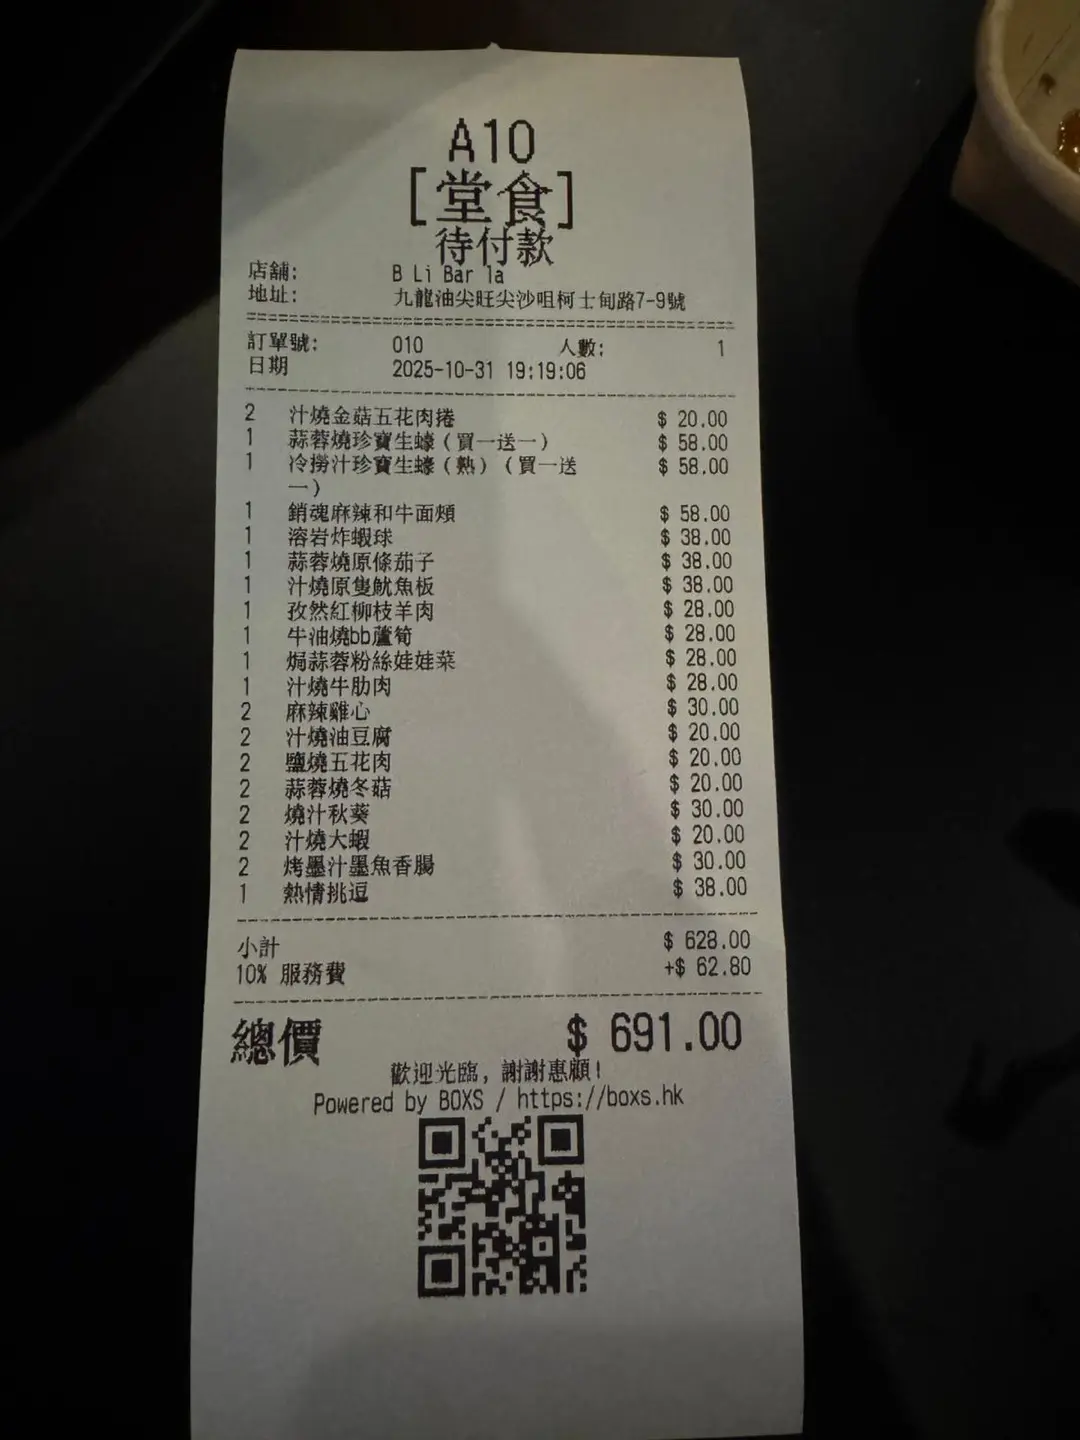 A10
[堂食]
待付款
店舖: B Li Bar la
地址: 九龍油尖旺尖沙咀柯士甸路7-9號
訂單號: 010 人數: 1
日期 2025-10-31 19:19:06
2 汁燒金菇五花肉捲 $ 20.00
1 蒜蓉燒珍寶生蠔(買一送一) $ 58.00
1 冷撈汁珍寶生蠔(熟)(買一送 $ 58.00
一)
1 銷魂麻辣和牛面頰 $ 58.00
1 溶岩炸蝦球 $ 38.00
1 蒜蓉燒原條茄子 $ 38.00
1 汁燒原隻魷魚板 $ 38.00
1 孜然紅柳枝羊肉 $ 28.00
1 牛油燒bb蘆筍 $ 28.00
1 焗蒜蓉粉絲娃娃菜 $ 28.00
1 汁燒牛肋肉 $ 28.00
2 麻辣雞心 $ 30.00
2 汁燒油豆腐 $ 20.00
2 鹽燒五花肉 $ 20.00
2 蒜蓉燒冬菇 $ 20.00
2 燒汁秋葵 $ 30.00
2 汁燒大蝦 $ 20.00
2 烤墨汁墨魚香腸 $ 30.00
1 熱情挑逗 $ 38.00
小計 $ 628.00
10% 服務費 +$ 62.80
總價 $ 691.00
歡迎光臨, 謝謝惠顧!
Powered by BOXS / https://boxs.hk